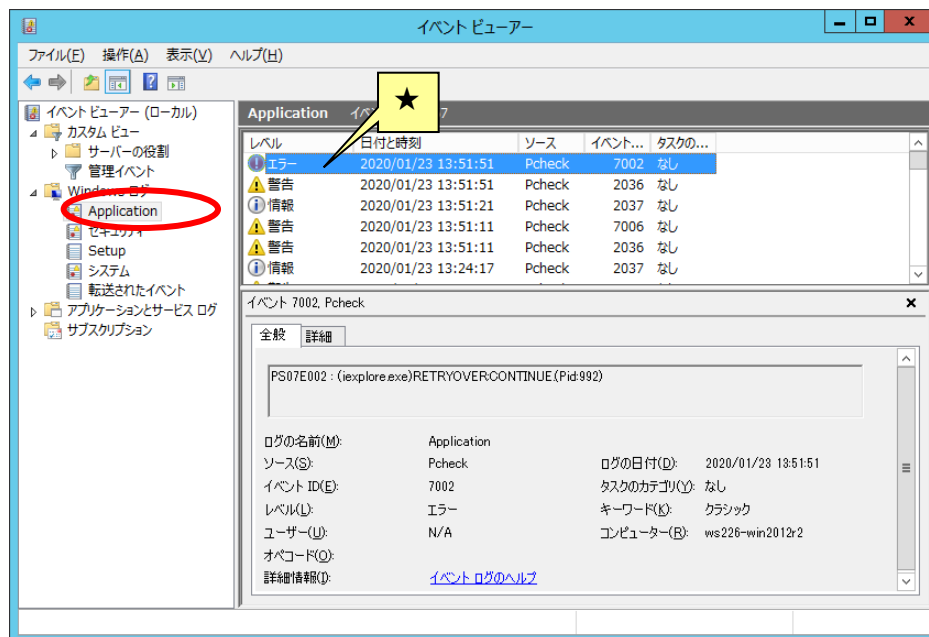 イベント ビューアー
ファイル(F) 操作(A) 表示(V) ヘルプ(H)
イベント ビューアー (ローカル)
カスタム ビュー
サーバーの役割
管理イベント
Windows ログ
Application
セキュリティ
Setup
システム
転送されたイベント
アプリケーションとサービス ログ
サブスクリプション
Application
★
レベル 日付と時刻 ソース イベント... タスクの...
エラー 2020/01/23 13:51:51 Pcheck 7002 なし
警告 2020/01/23 13:51:51 Pcheck 2036 なし
情報 2020/01/23 13:51:21 Pcheck 2037 なし
警告 2020/01/23 13:51:11 Pcheck 7006 なし
警告 2020/01/23 13:51:11 Pcheck 2036 なし
情報 2020/01/23 13:24:17 Pcheck 2037 なし
イベント 7002, Pcheck
全般 詳細
PS07E002 : (iexplore.exe)RETRYOVER:CONTINUE.(Pid:992)
ログの名前(M): Application
ソース(S): Pcheck ログの日付(D): 2020/01/23 13:51:51
イベント ID(E): 7002 タスクのカテゴリ(Y): なし
レベル(L): エラー キーワード(K): クラシック
ユーザー(U): N/A コンピューター(R): ws226-win2012r2
オペコード(O):
詳細情報(I): イベント ログのヘルプ